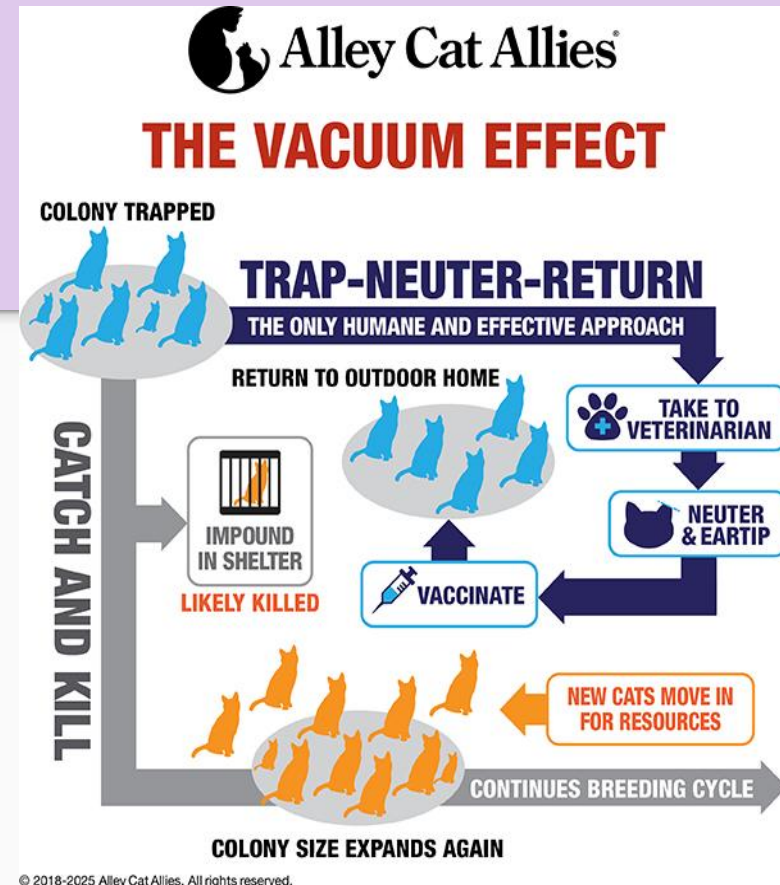 Alley Cat Allies®
THE VACUUM EFFECT
COLONY TRAPPED
TRAP-NEUTER-RETURN
THE ONLY HUMANE AND EFFECTIVE APPROACH
RETURN TO OUTDOOR HOME
TAKE TO
VETERINARIAN
NEUTER
& EARTIP
VACCINATE
CATCH AND KILL
IMPOUND
IN SHELTER
LIKELY KILLED
NEW CATS MOVE IN
FOR RESOURCES
CONTINUES BREEDING CYCLE
COLONY SIZE EXPANDS AGAIN
© 2018-2025 Alley Cat Allies. All rights reserved.